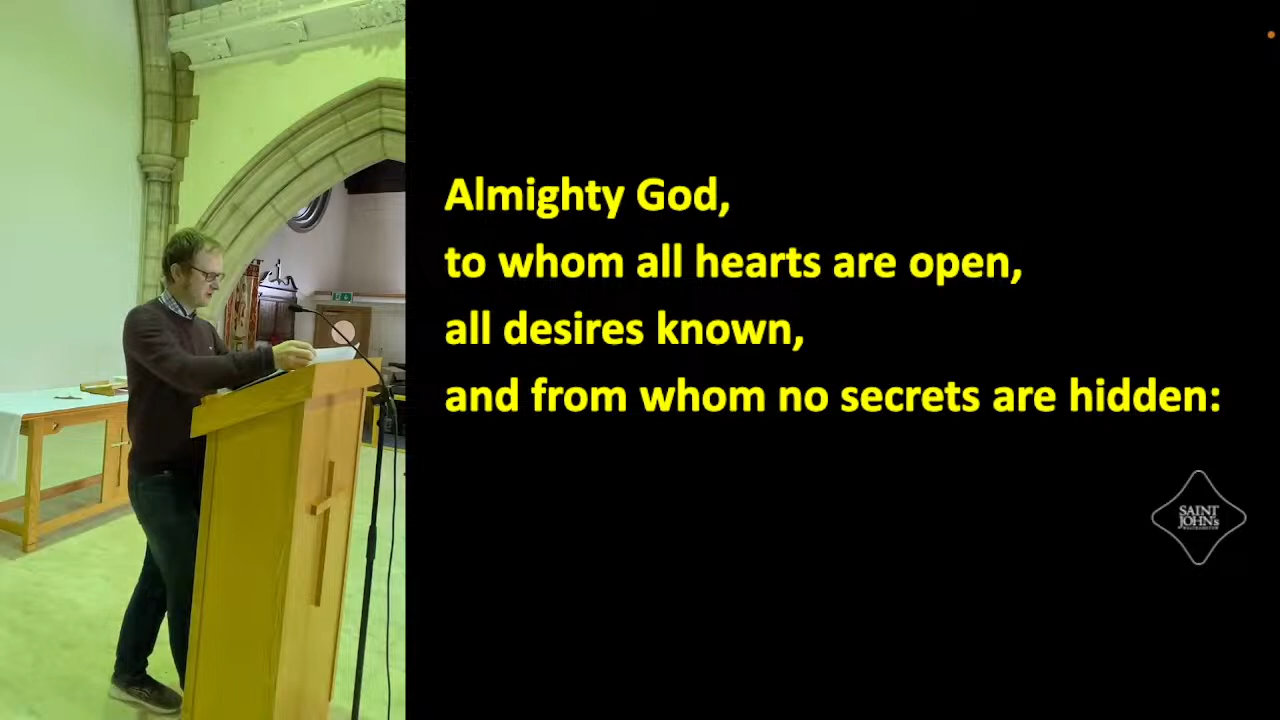 Almighty God,
to whom all hearts are open,
all desires known,
and from whom no secrets are hidden:
SAINT
JOHN's